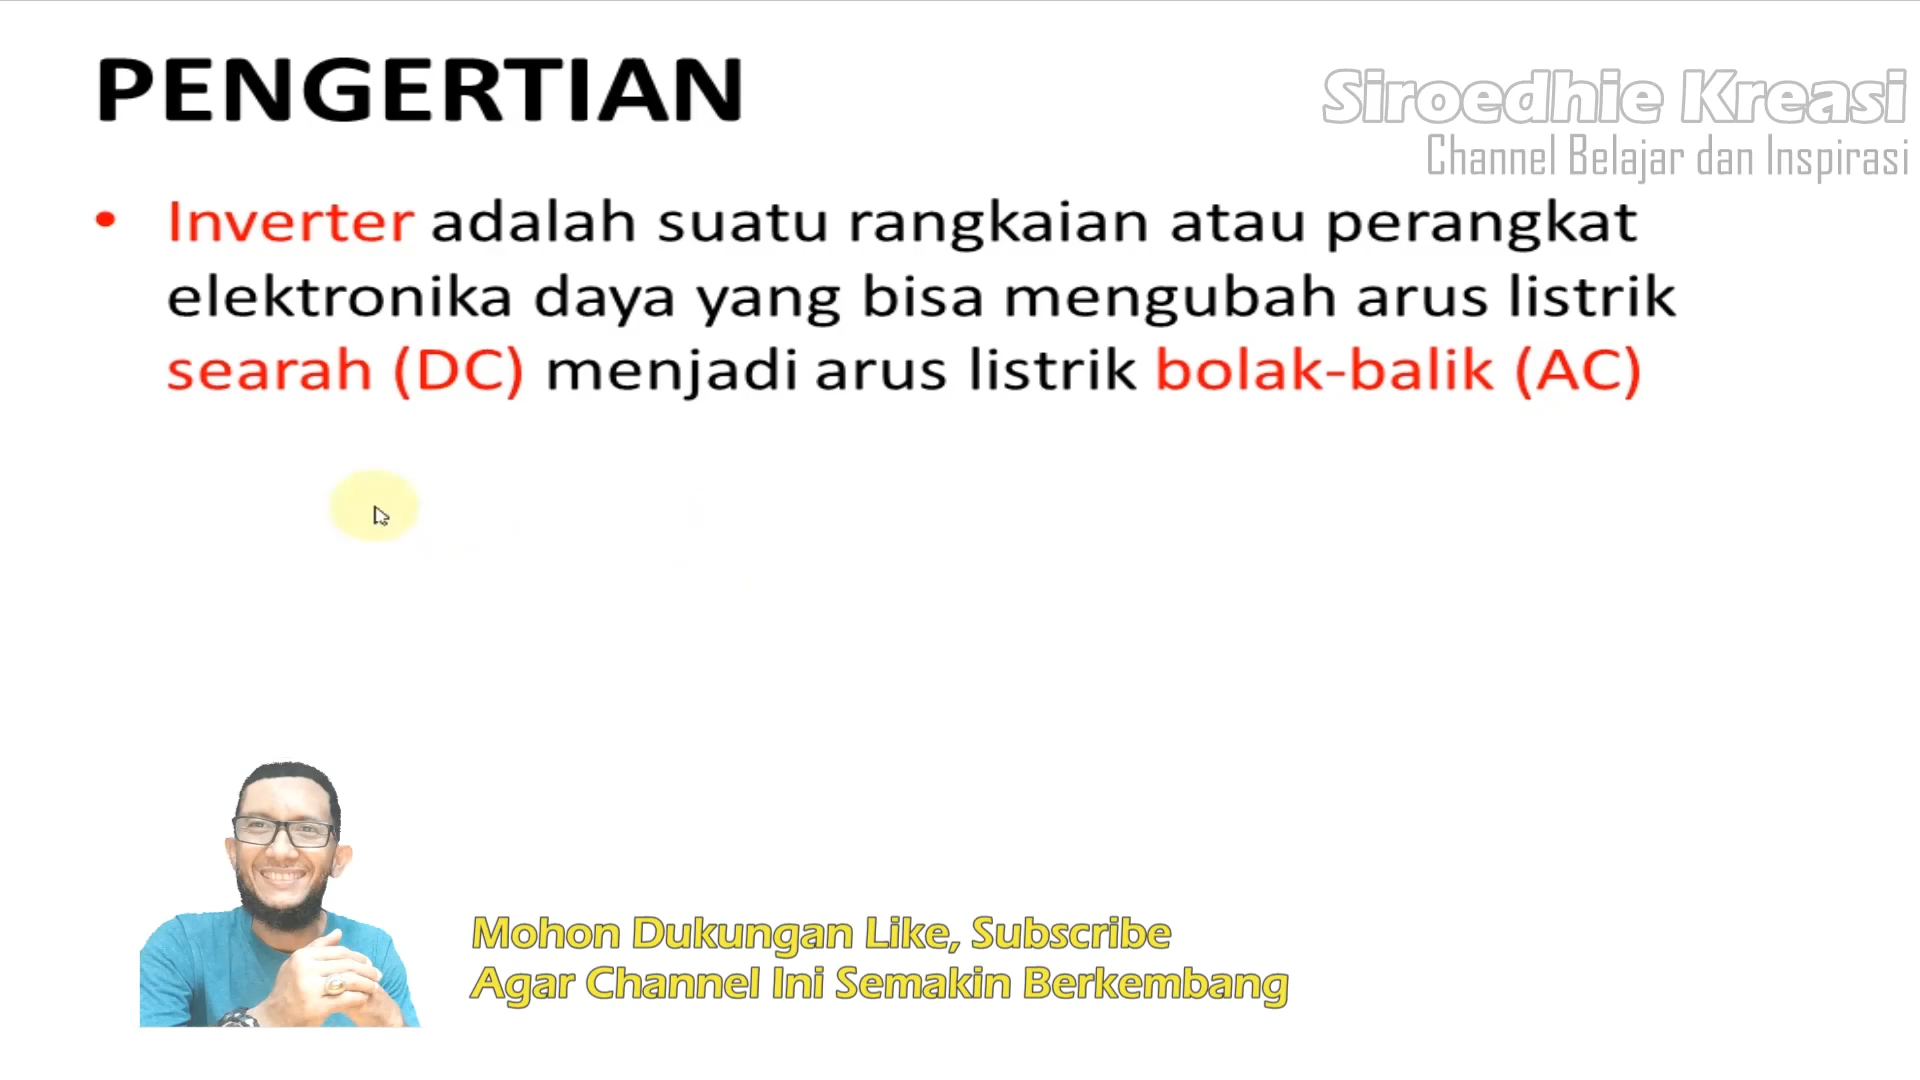 PENGERTIAN
Siroedhie Kreasi
Channel Belajar dan Inspirasi
• Inverter adalah suatu rangkaian atau perangkat
elektronika daya yang bisa mengubah arus listrik
searah (DC) menjadi arus listrik bolak-balik (AC)
Mohon Dukungan Like, Subscribe
Agar Channel Ini Semakin Berkembang